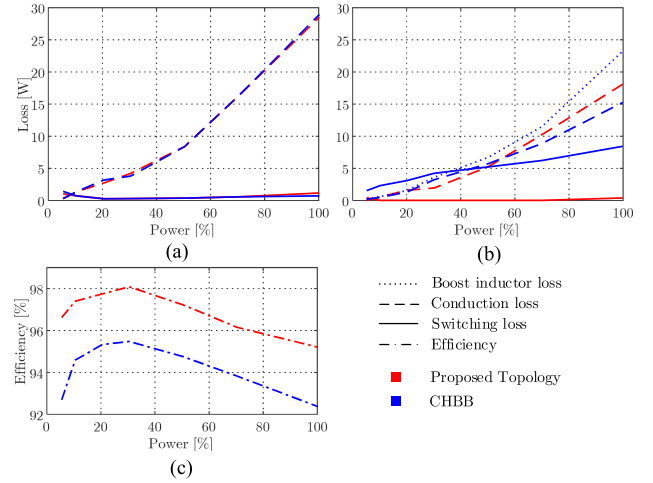 30
25
20
15
10
5
0
Loss [W]
0 20 40 60 80 100
Power [%]
(a)
30
25
20
15
10
5
0
0 20 40 60 80 100
Power [%]
(b)
98
96
94
92
Efficiency [%]
0 20 40 60 80 100
Power [%]
(c)
Boost inductor loss
Conduction loss
Switching loss
Efficiency
Proposed Topology
CHBB